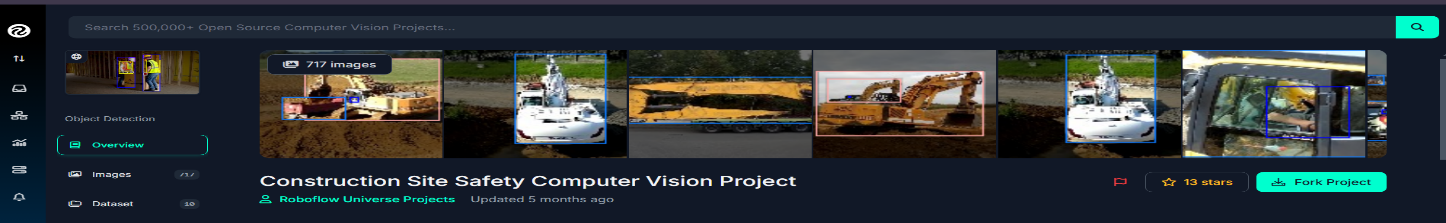 Search 500,000+ Open Source Computer Vision Projects...
717 images
Object Detection
Overview
Images 717
Dataset 10
Construction Site Safety Computer Vision Project
13 stars
Fork Project
Roboflow Universe Projects Updated 5 months ago